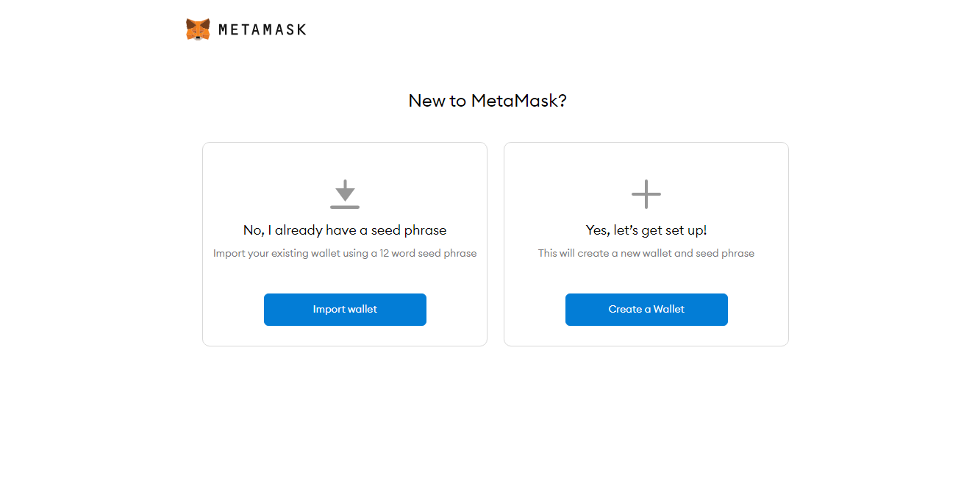 METAMASK
New to MetaMask?
No, I already have a seed phrase
Import your existing wallet using a 12 word seed phrase
Import wallet
Yes, let’s get set up!
This will create a new wallet and seed phrase
Create a Wallet